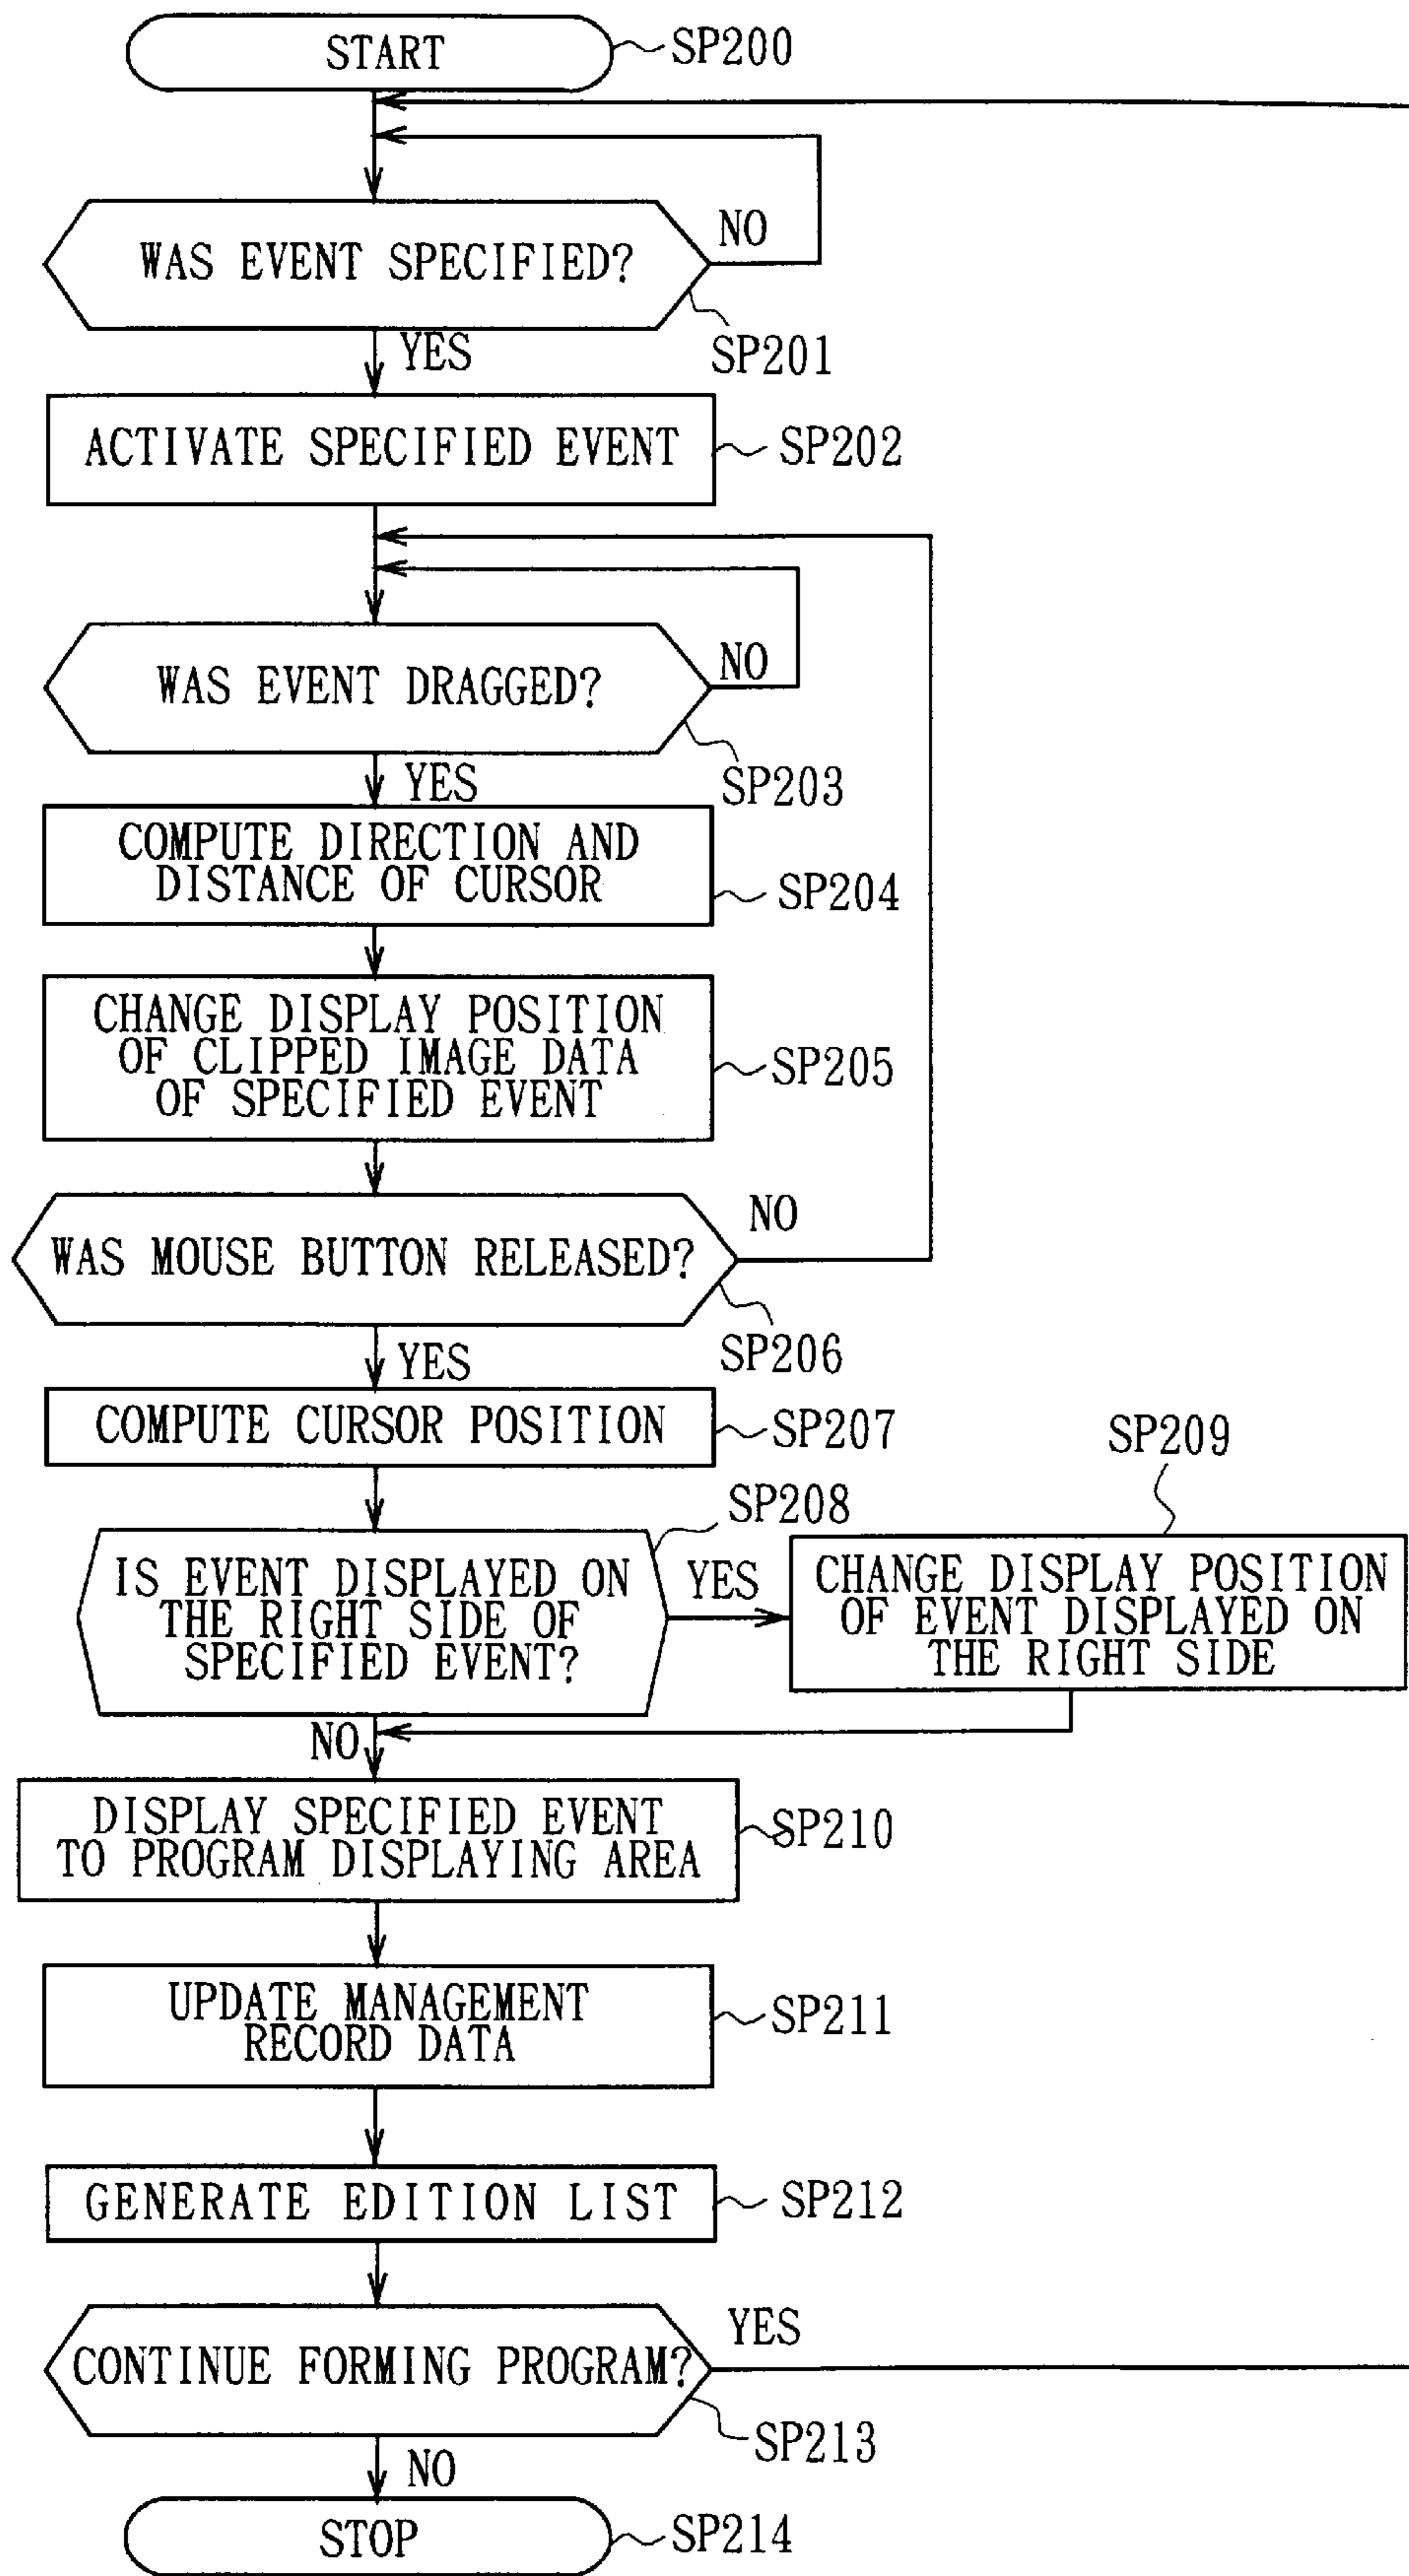 START
SP200
WAS EVENT SPECIFIED?
NO
SP201
YES
ACTIVATE SPECIFIED EVENT
SP202
WAS EVENT DRAGGED?
NO
SP203
YES
COMPUTE DIRECTION AND
DISTANCE OF CURSOR
SP204
CHANGE DISPLAY POSITION
OF CLIPPED IMAGE DATA
OF SPECIFIED EVENT
SP205
WAS MOUSE BUTTON RELEASED?
NO
SP206
YES
COMPUTE CURSOR POSITION
SP207
SP208
IS EVENT DISPLAYED ON
THE RIGHT SIDE OF
SPECIFIED EVENT?
YES
SP209
CHANGE DISPLAY POSITION
OF EVENT DISPLAYED ON
THE RIGHT SIDE
NO
DISPLAY SPECIFIED EVENT
TO PROGRAM DISPLAYING AREA
SP210
UPDATE MANAGEMENT
RECORD DATA
SP211
GENERATE EDITION LIST
SP212
CONTINUE FORMING PROGRAM?
YES
SP213
NO
STOP
SP214